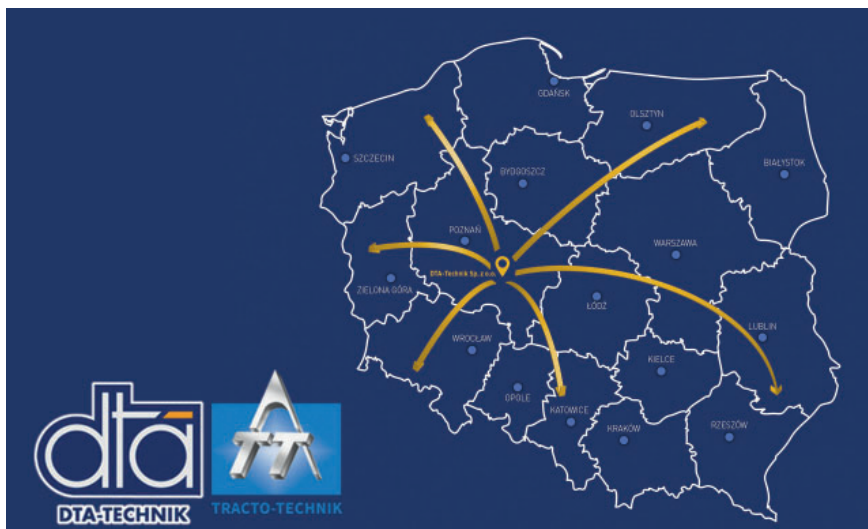 GDAŃSK
OLSZTYN
SZCZECIN
BYDGOSZCZ
BIAŁYSTOK
POZNAŃ
WARSZAWA
DTA-Technik Sp. z o.o.
ZIELONA GÓRA
ŁÓDŹ
LUBLIN
WROCŁAW
KIELCE
OPOLE
KATOWICE
KRAKÓW
RZESZÓW
dta
DTA-TECHNIK
TT
TRACTO-TECHNIK